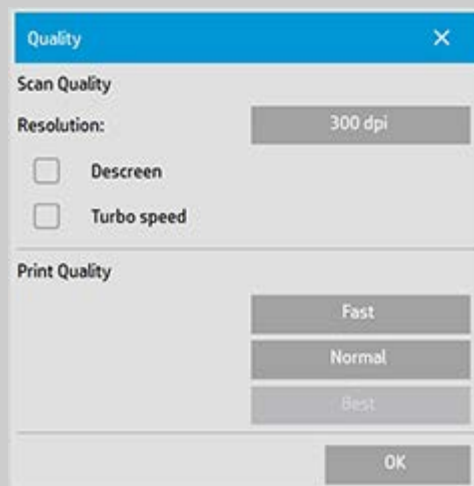 Quality
Scan Quality
Resolution: 300 dpi
Descreen
Turbo speed
Print Quality
Fast
Normal
Best
OK